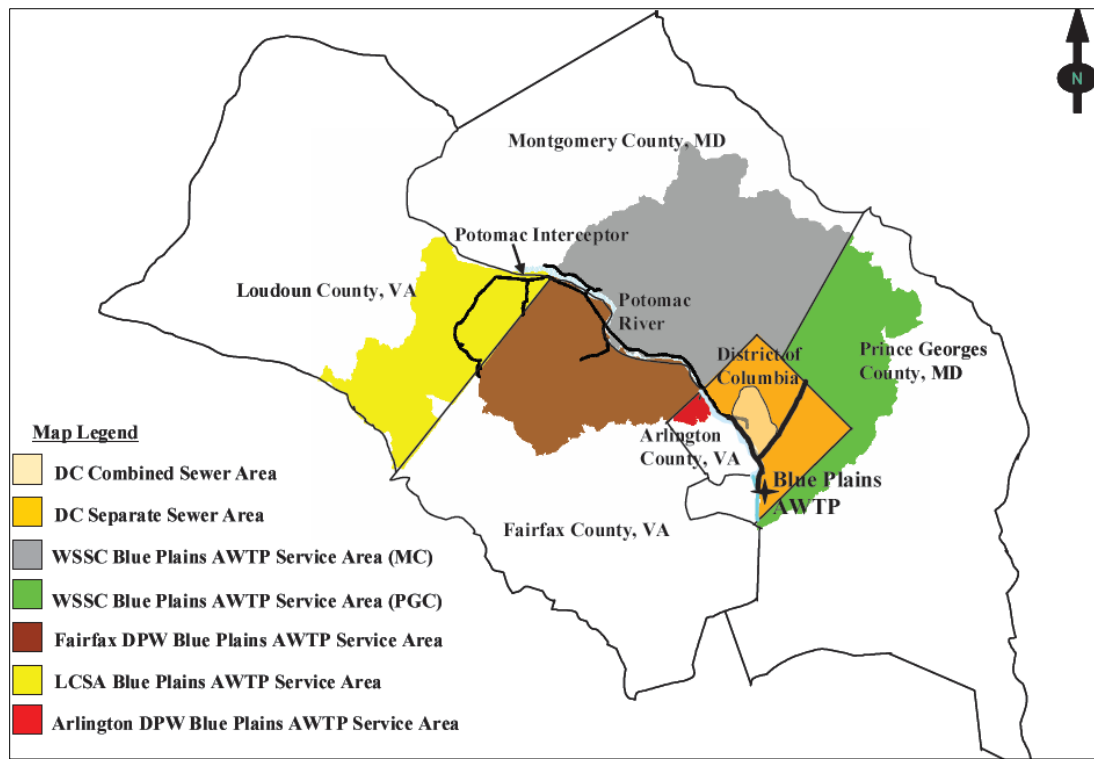 N
Montgomery County, MD
Potomac Interceptor
Loudoun County, VA
Potomac
River
District of
Columbia
Prince Georges
County, MD
Arlington
County, VA
Blue Plains
AWTP
Fairfax County, VA
Map Legend
DC Combined Sewer Area
DC Separate Sewer Area
WSSC Blue Plains AWTP Service Area (MC)
WSSC Blue Plains AWTP Service Area (PGC)
Fairfax DPW Blue Plains AWTP Service Area
LCSA Blue Plains AWTP Service Area
Arlington DPW Blue Plains AWTP Service Area